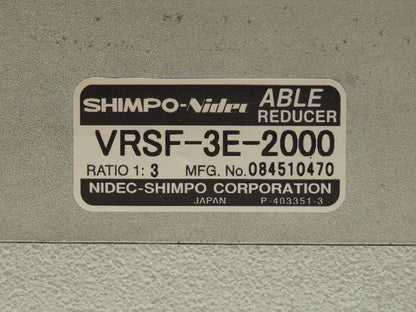 SHIMPO-Nidec ABLE
REDUCER
VRSF-3E-2000
RATIO 1: 3 MFG. No. 084510470
NIDEC-SHIMPO CORPORATION
JAPAN P-403351-3